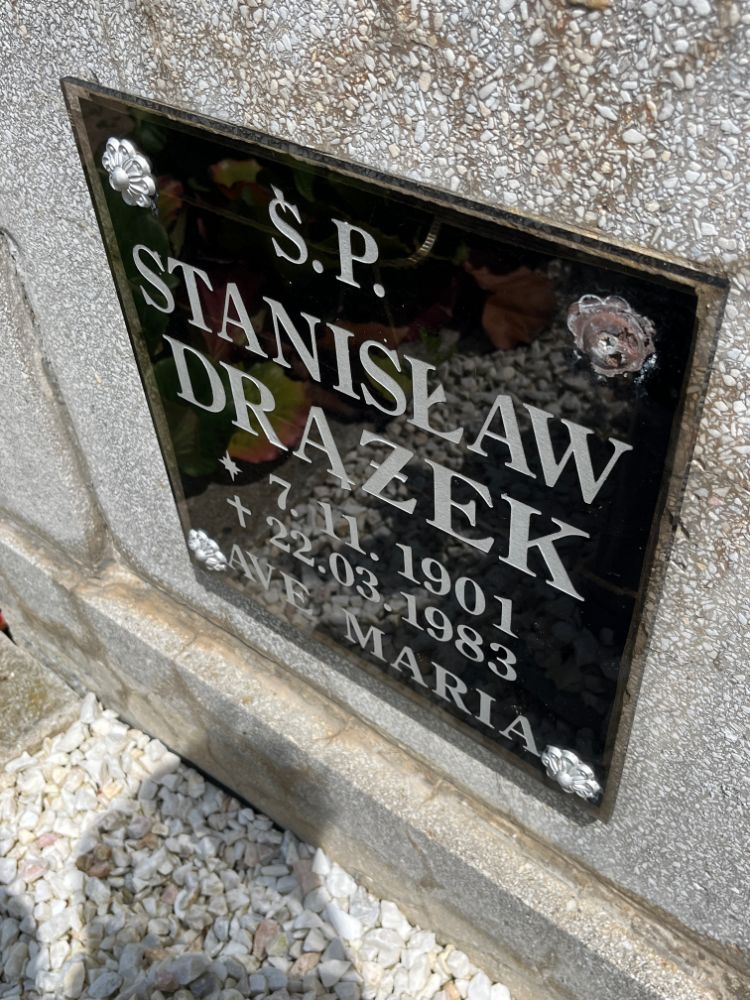 Ś.P.
STANISŁAW
DRĄŻEK
* 7.11.1901
† 22.03.1983
AVE MARIA